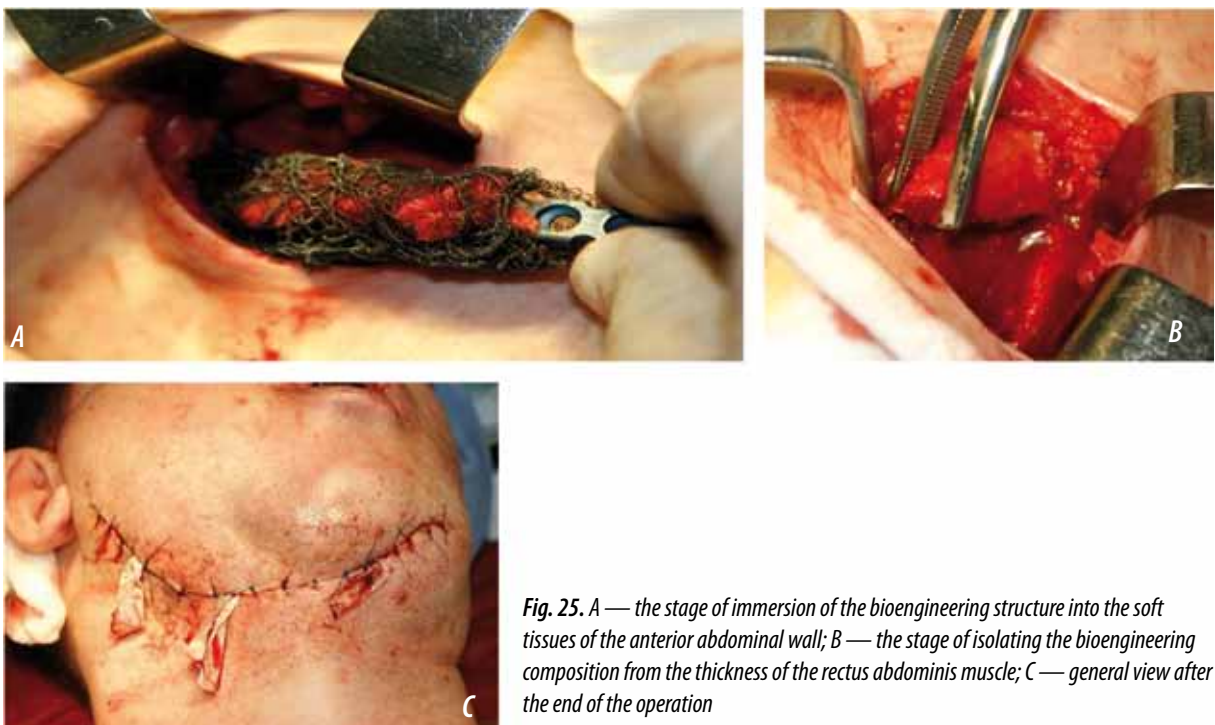 A
B
C
Fig. 25. A — the stage of immersion of the bioengineering structure into the soft
tissues of the anterior abdominal wall; B — the stage of isolating the bioengineering
composition from the thickness of the rectus abdominis muscle; C — general view after
the end of the operation